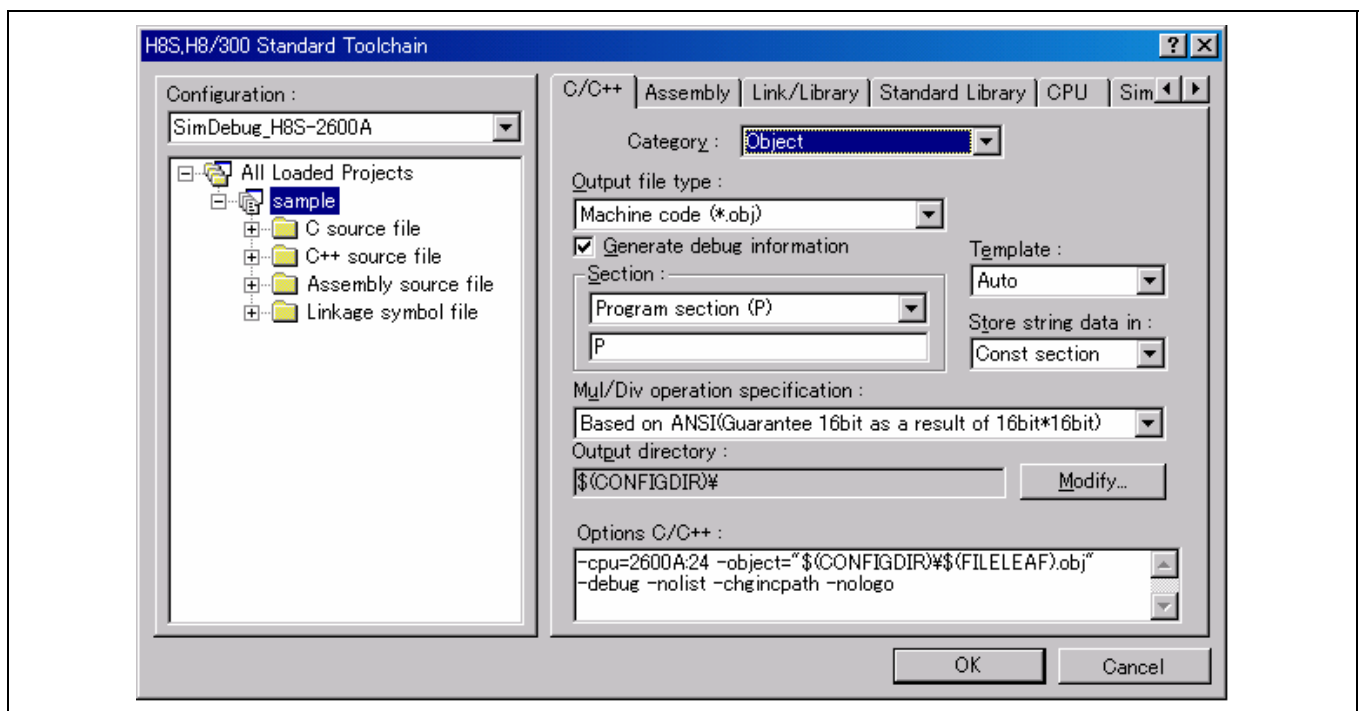 H8S,H8/300 Standard Toolchain
Configuration :
SimDebug_H8S-2600A
All Loaded Projects
sample
C source file
C++ source file
Assembly source file
Linkage symbol file
C/C++ Assembly Link/Library Standard Library CPU Sim
Category : Object
Output file type :
Machine code (*.obj)
Generate debug information
Section :
Program section (P)
P
Template :
Auto
Store string data in :
Const section
Mul/Div operation specification :
Based on ANSI(Guarantee 16bit as a result of 16bit*16bit)
Output directory :
$(CONFIGDIR)¥
Modify...
Options C/C++ :
-cpu=2600A:24 -object="$(CONFIGDIR)¥$(FILELEAF).obj"
-debug -nolist -chgincpath -nologo
OK Cancel